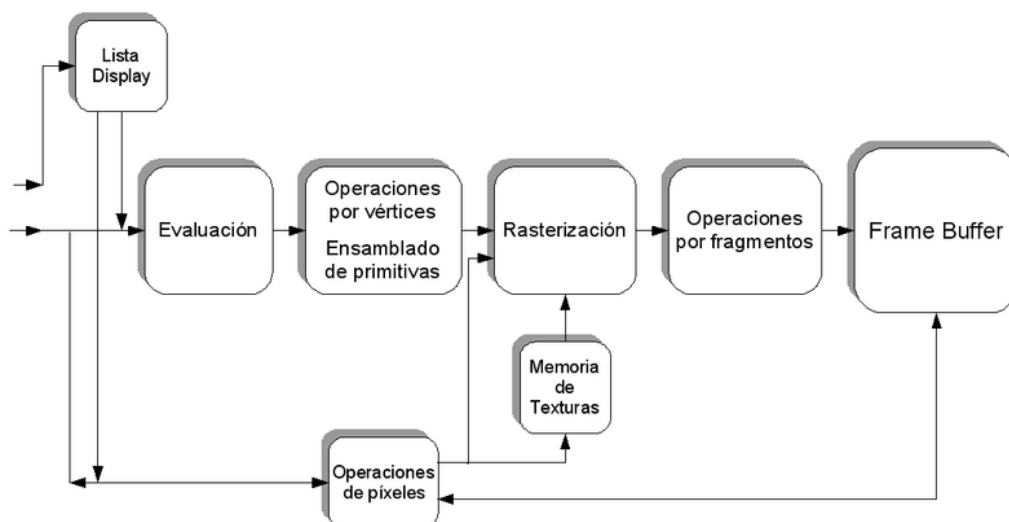 Lista
Display
Evaluación
Operaciones
por vértices
Ensamblado
de primitivas
Rasterización
Operaciones
por fragmentos
Frame Buffer
Memoria
de
Texturas
Operaciones
de píxeles